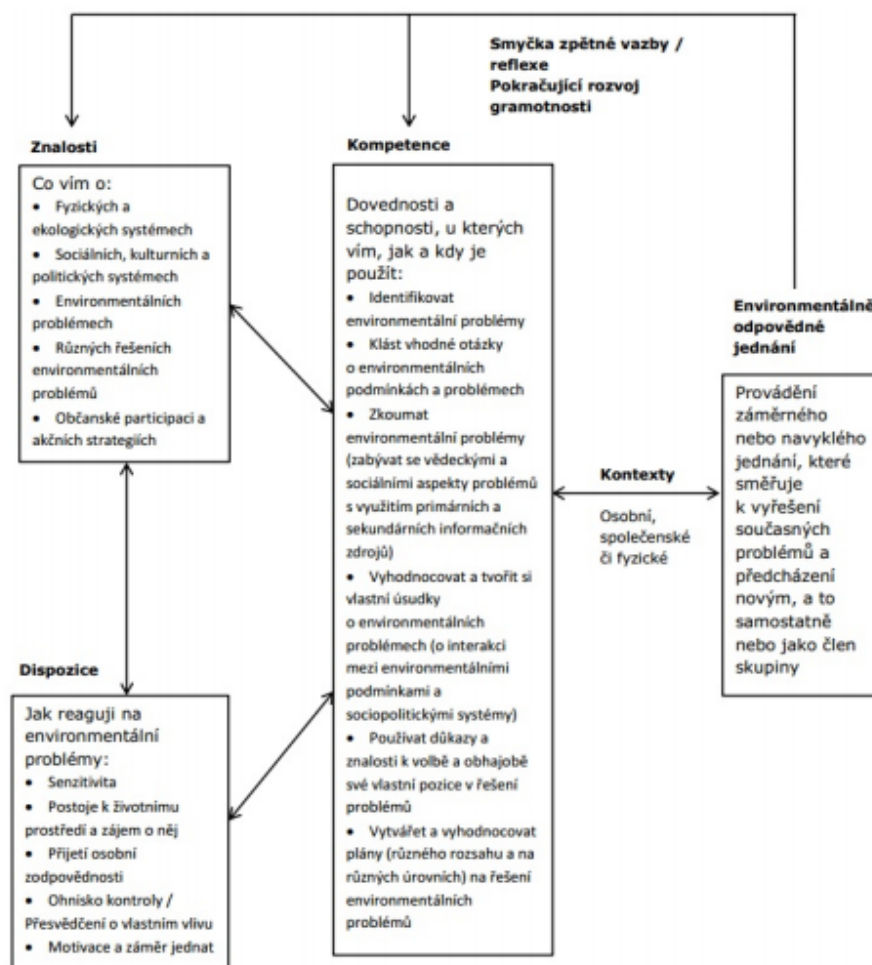 Smyčka zpětné vazby /
reflexe
Pokračující rozvoj
gramotnosti
Znalosti
Co vím o:
• Fyzických a
ekologických systémech
• Sociálních, kulturních a
politických systémech
• Environmentálních
problémech
• Různých řešeních
environmentálních
problémů
• Občanské participaci a
akčních strategiích
Dispozice
Jak reaguji na
environmentální
problémy:
• Senzitivita
• Postoje k životnímu
prostředí a zájem o něj
• Přijetí osobní
zodpovědnosti
• Ohnisko kontroly /
Přesvědčení o vlastním vlivu
• Motivace a záměr jednat
Kompetence
Dovednosti a
schopnosti, u kterých
vím, jak a kdy je
použít:
• Identifikovat
environmentální problémy
• Klást vhodné otázky
o environmentálních
podmínkách a problémech
• Zkoumat
environmentální problémy
(zabývat se vědeckými a
sociálními aspekty problémů
s využitím primárních a
sekundárních informačních
zdrojů)
• Vyhodnocovat a tvořit si
vlastní úsudky
o environmentálních
problémech (o interakci
mezi environmentálními
podmínkami a
sociopolitickými systémy)
• Používat důkazy a
znalosti k volbě a obhajobě
své vlastní pozice v řešení
problémů
• Vytvářet a vyhodnocovat
plány (různého rozsahu a na
různých úrovních) na řešení
environmentálních
problémů
Kontexty
Osobní,
společenské
či fyzické
Environmentálně
odpovědné
jednání
Provádění
záměrného
nebo navyklého
jednání, které
směřuje
k vyřešení
současných
problémů a
předcházení
novým, a to
samostatně
nebo jako člen
skupiny